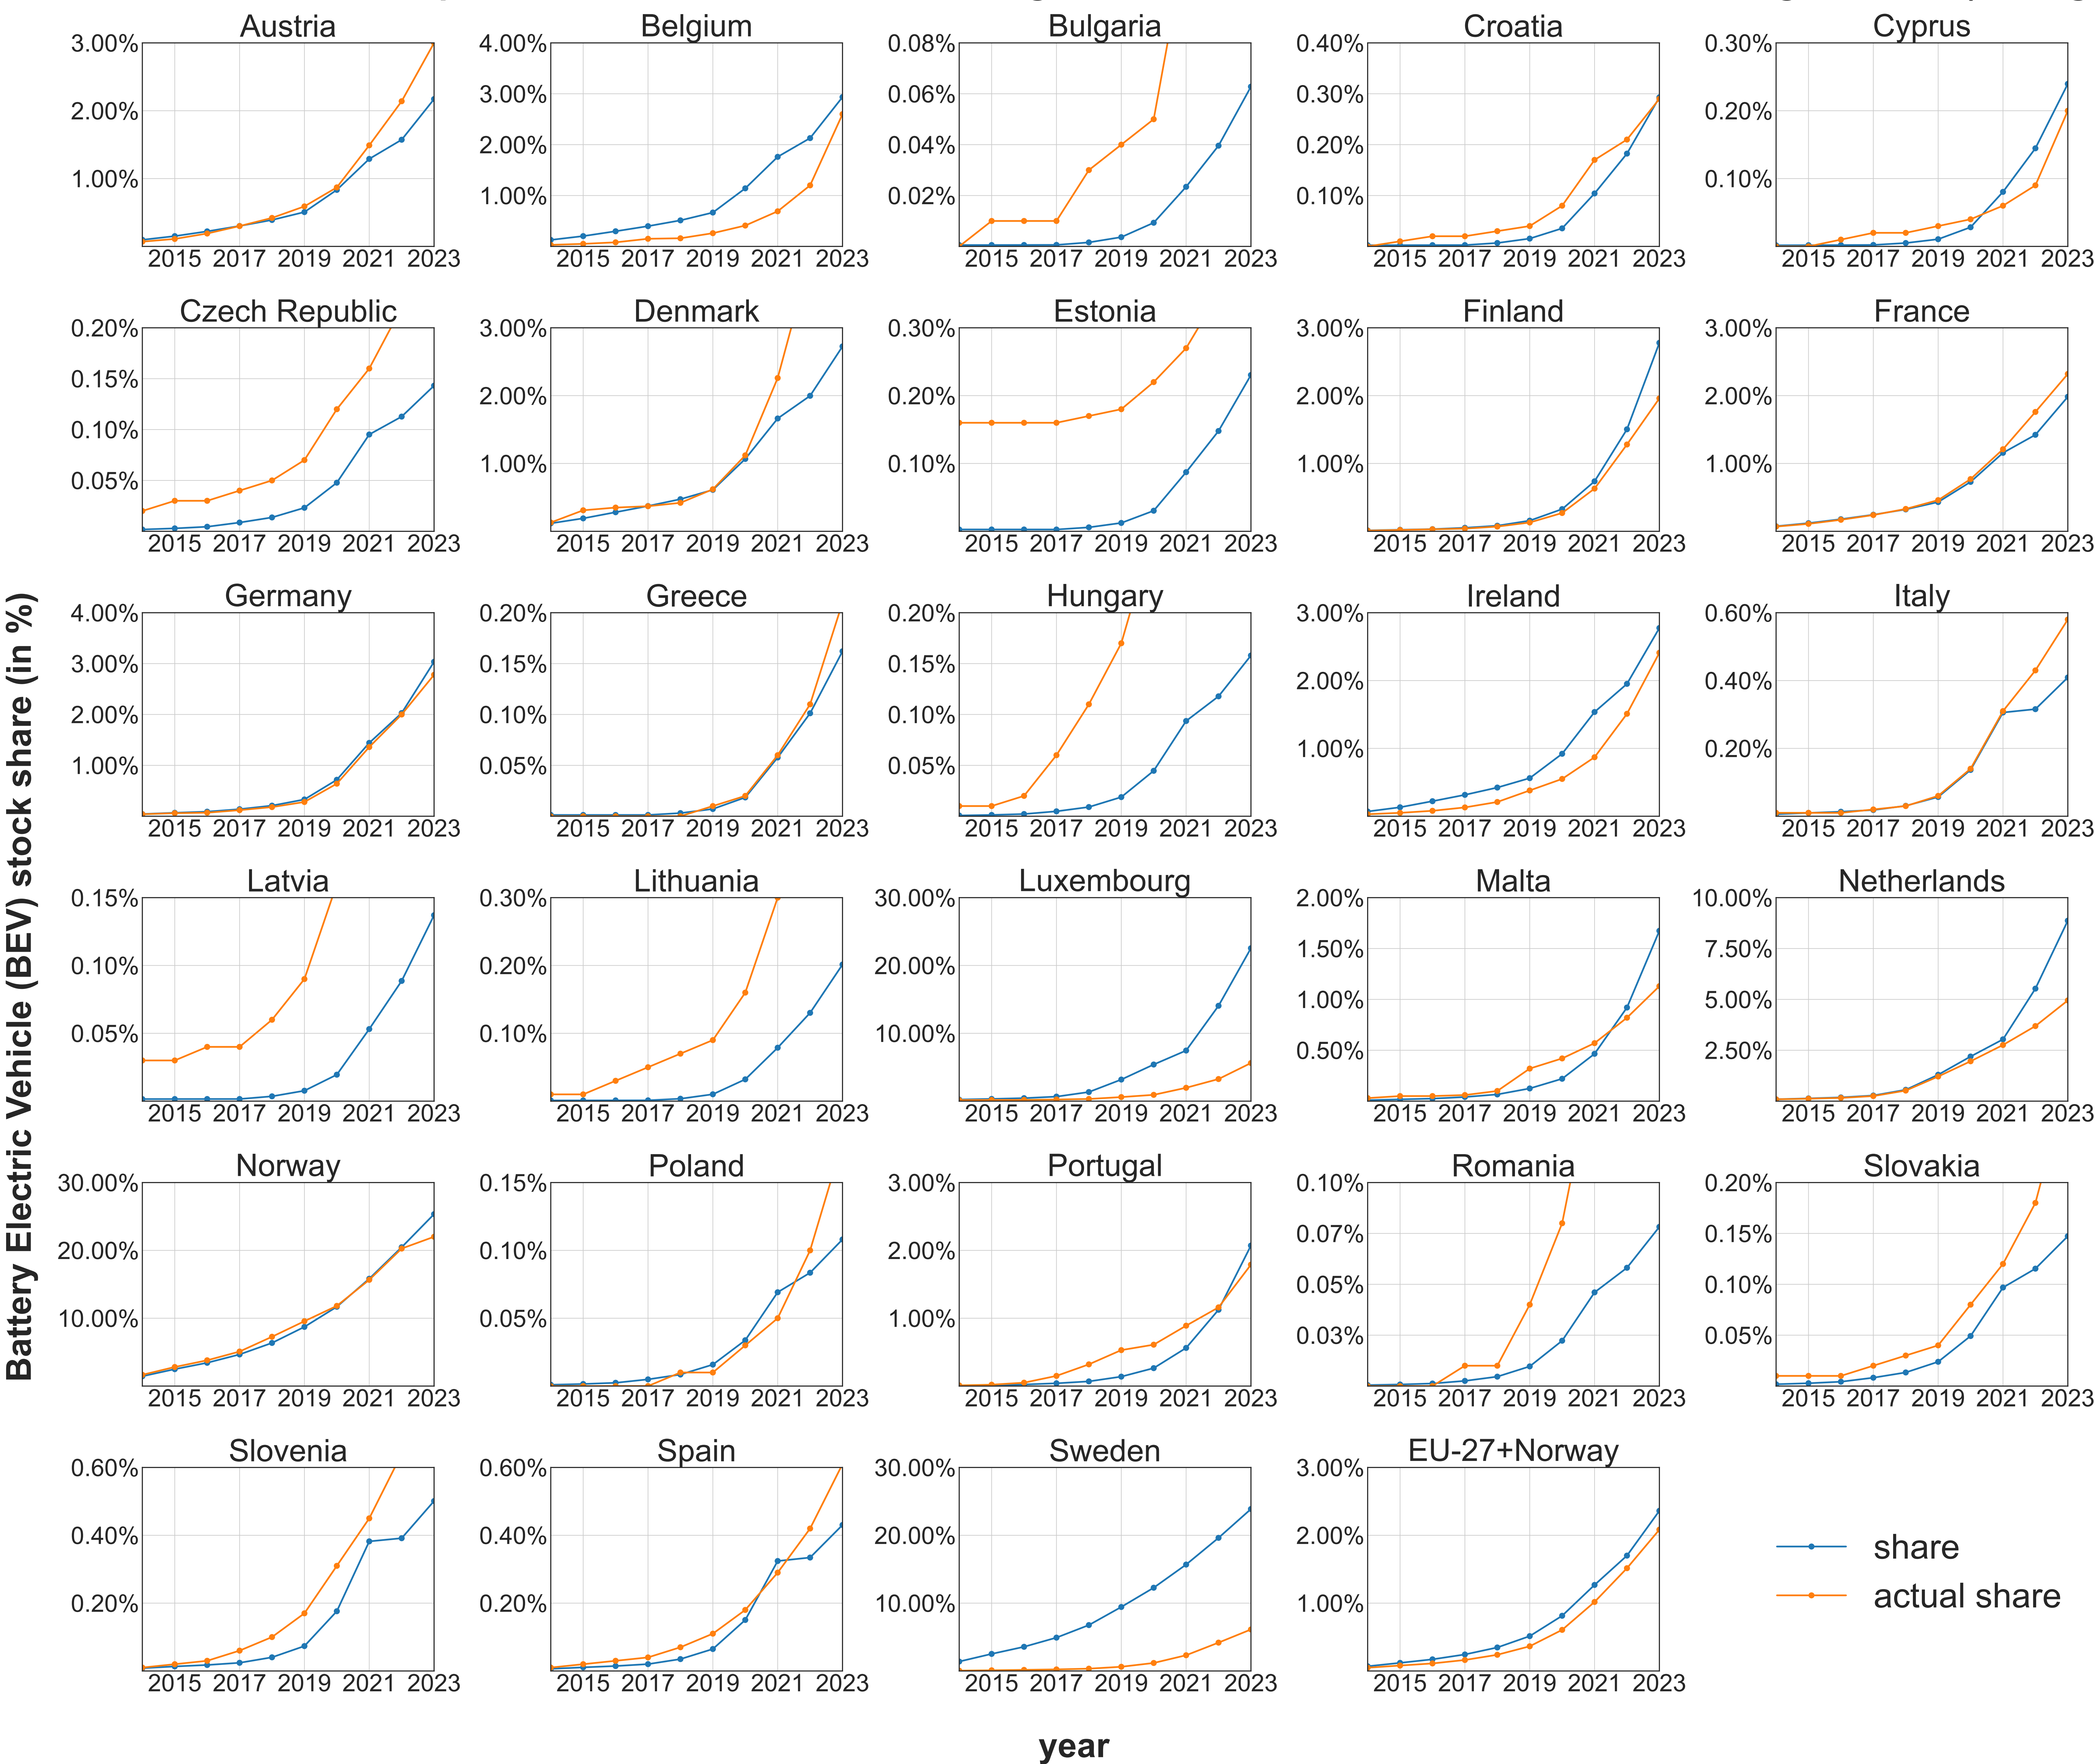 Austria Belgium Bulgaria Croatia Cyprus
3.00% 4.00% 0.08% 0.40% 0.30%
3.00% 0.06% 0.30%
2.00% 0.20%
2.00% 0.04% 0.20%
1.00% 0.10%
1.00% 0.02% 0.10%
2015 2017 2019 2021 2023 2015 2017 2019 2021 2023 2015 2017 2019 2021 2023 2015 2017 2019 2021 2023 2015 2017 2019 2021 2023
Czech Republic Denmark Estonia Finland France
0.20% 3.00% 0.30% 3.00% 3.00%
0.15%
2.00% 0.20% 2.00% 2.00%
0.10%
1.00% 0.10% 1.00% 1.00%
0.05%
2015 2017 2019 2021 2023 2015 2017 2019 2021 2023 2015 2017 2019 2021 2023 2015 2017 2019 2021 2023 2015 2017 2019 2021 2023
Battery Electric Vehicle (BEV) stock share (in %)
Germany Greece Hungary Ireland Italy
4.00% 0.20% 0.20% 3.00% 0.60%
3.00% 0.15% 0.15%
2.00% 0.40%
2.00% 0.10% 0.10%
1.00% 0.20%
1.00% 0.05% 0.05%
2015 2017 2019 2021 2023 2015 2017 2019 2021 2023 2015 2017 2019 2021 2023 2015 2017 2019 2021 2023 2015 2017 2019 2021 2023
Latvia Lithuania Luxembourg Malta Netherlands
0.15% 0.30% 30.00% 2.00% 10.00%
1.50% 7.50%
0.10% 0.20% 20.00%
1.00% 5.00%
0.05% 0.10% 10.00%
0.50% 2.50%
2015 2017 2019 2021 2023 2015 2017 2019 2021 2023 2015 2017 2019 2021 2023 2015 2017 2019 2021 2023 2015 2017 2019 2021 2023
Norway Poland Portugal Romania Slovakia
30.00% 0.15% 3.00% 0.10% 0.20%
0.07% 0.15%
20.00% 0.10% 2.00%
0.05% 0.10%
10.00% 0.05% 1.00%
0.03% 0.05%
2015 2017 2019 2021 2023 2015 2017 2019 2021 2023 2015 2017 2019 2021 2023 2015 2017 2019 2021 2023 2015 2017 2019 2021 2023
Slovenia Spain Sweden EU-27+Norway
0.60% 0.60% 30.00% 3.00%
0.40% 0.40% 20.00% 2.00%
share
actual share
0.20% 0.20% 10.00% 1.00%
2015 2017 2019 2021 2023 2015 2017 2019 2021 2023 2015 2017 2019 2021 2023 2015 2017 2019 2021 2023
year